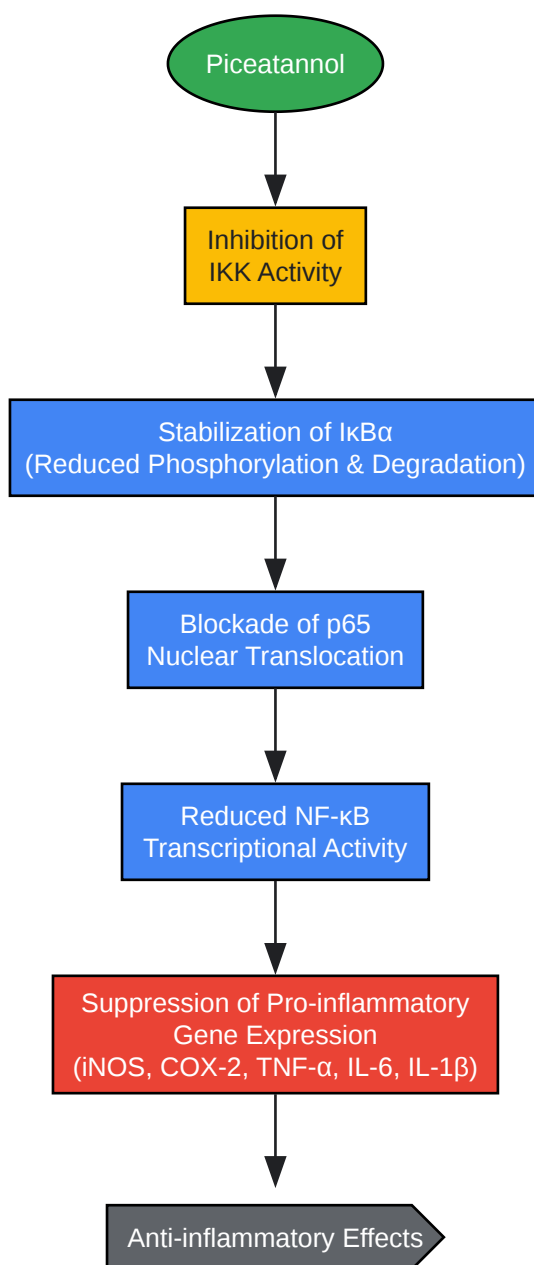 Piceatannol
Inhibition of
IKK Activity
Stabilization of IκBα
(Reduced Phosphorylation & Degradation)
Blockade of p65
Nuclear Translocation
Reduced NF-κB
Transcriptional Activity
Suppression of Pro-inflammatory
Gene Expression
(iNOS, COX-2, TNF-α, IL-6, IL-1β)
Anti-inflammatory Effects